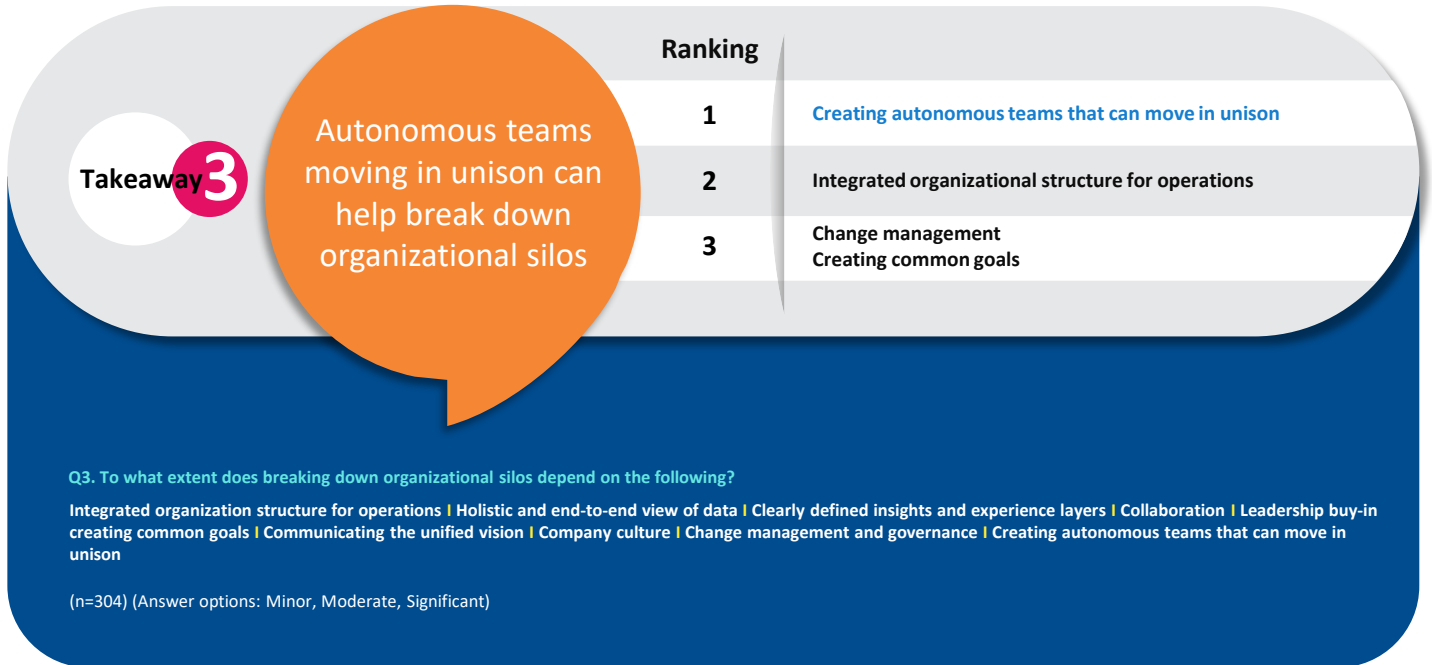 Takeaway 3
Autonomous teams
moving in unison can
help break down
organizational silos
Ranking
1 Creating autonomous teams that can move in unison
2 Integrated organizational structure for operations
3 Change management
Creating common goals
Q3. To what extent does breaking down organizational silos depend on the following?
Integrated organization structure for operations I Holistic and end-to-end view of data I Clearly defined insights and experience layers I Collaboration I Leadership buy-in
creating common goals I Communicating the unified vision I Company culture I Change management and governance I Creating autonomous teams that can move in
unison
(n=304) (Answer options: Minor, Moderate, Significant)